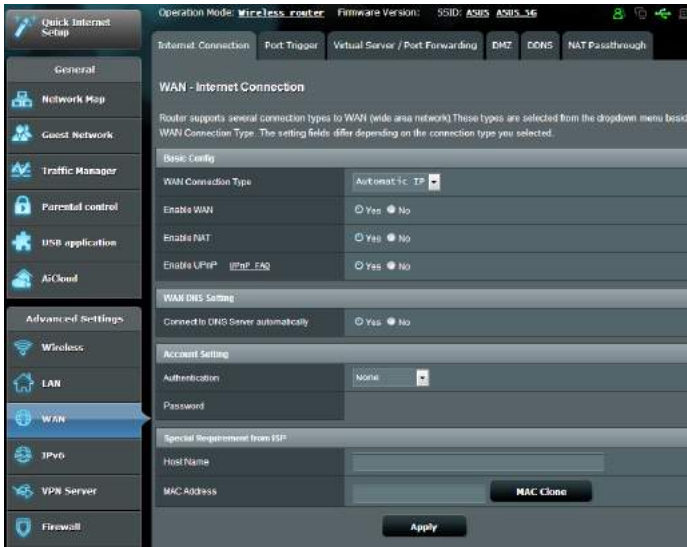 Quick Internet
Setup
General
Network Map
Guest Network
Traffic Manager
Parental control
USB application
AiCloud
Advanced Settings
Wireless
LAN
WAN
IPv6
VPN Server
Firewall
Operation Mode: Wireless router Firmware Version: SSID: ASUS ASUS_5G
Internet Connection Port Trigger Virtual Server / Port Forwarding DMZ DDNS NAT Passthrough
WAN - Internet Connection
Router supports several connection types to WAN (wide area network).These types are selected from the dropdown menu besid
WAN Connection Type. The setting fields differ depending on the connection type you selected.
Basic Config
WAN Connection Type Automatic IP
Enable WAN Yes No
Enable NAT Yes No
Enable UPnP UPnP FAQ Yes No
WAN DNS Setting
Connect to DNS Server automatically Yes No
Account Setting
Authentication None
Password
Special Requirement from ISP
Host Name
MAC Address MAC Clone
Apply